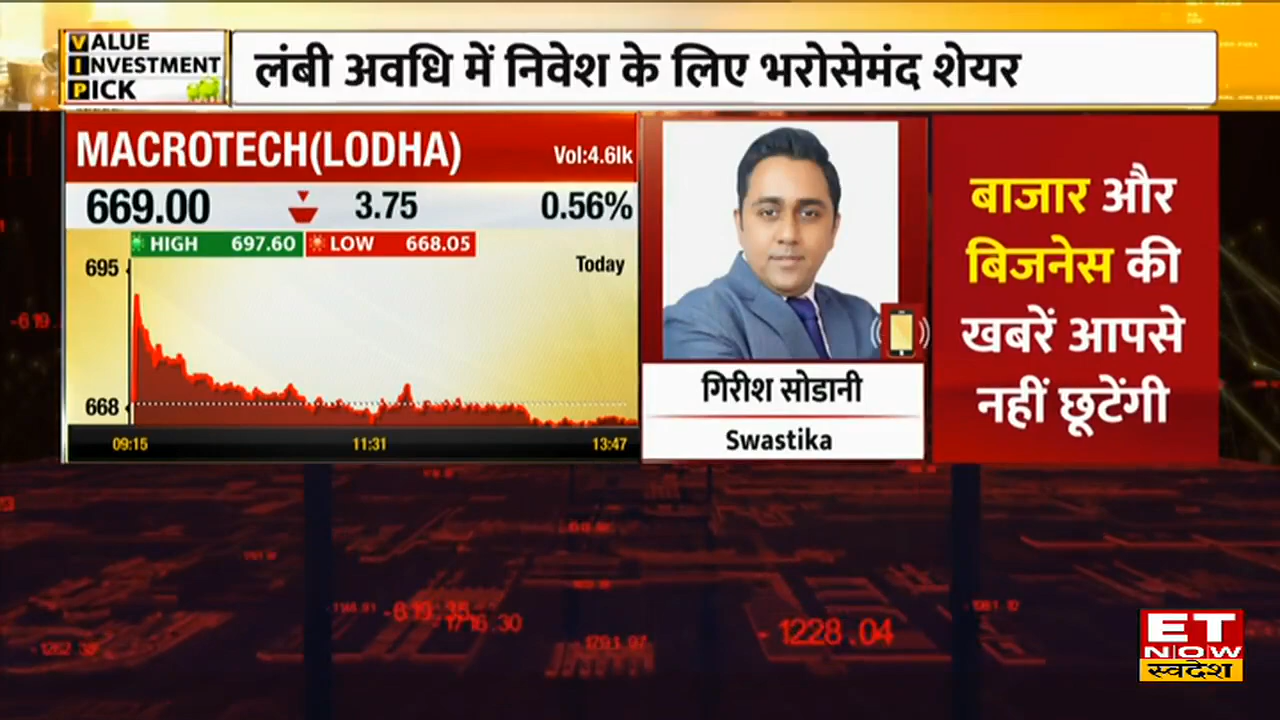 VALUE
INVESTMENT
PICK
लंबी अवधि में निवेश के लिए भरोसेमंद शेयर
MACROTECH(LODHA)
Vol:4.6lk
669.00
3.75
0.56%
HIGH 697.60
LOW 668.05
Today
695
668
09:15
11:31
13:47
गिरीश सोडानी
Swastika
बाजार और
बिजनेस की
खबरें आपसे
नहीं छूटेंगी
1716.30
- 1228.04
ET
NOW
स्वदेश